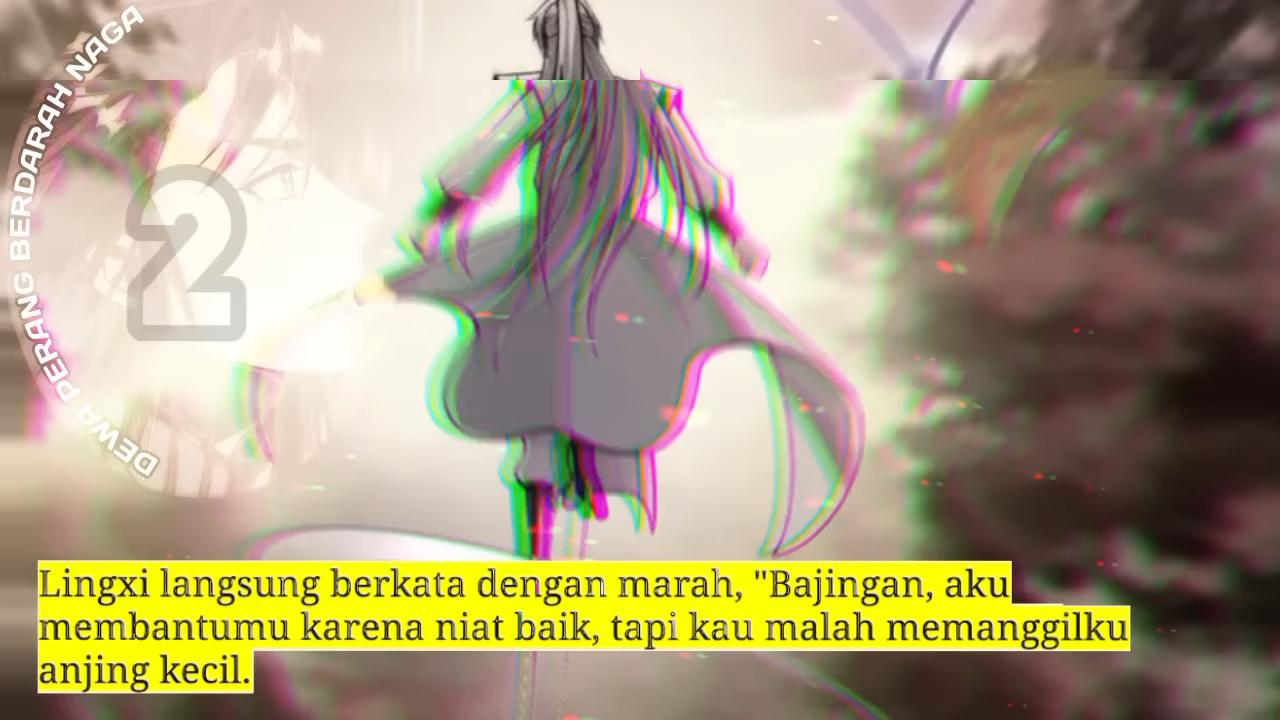 DEWA PERANG BERDARAH NAGA
2
Lingxi langsung berkata dengan marah, "Bajingan, aku
membantumu karena niat baik, tapi kau malah memanggilku
anjing kecil.